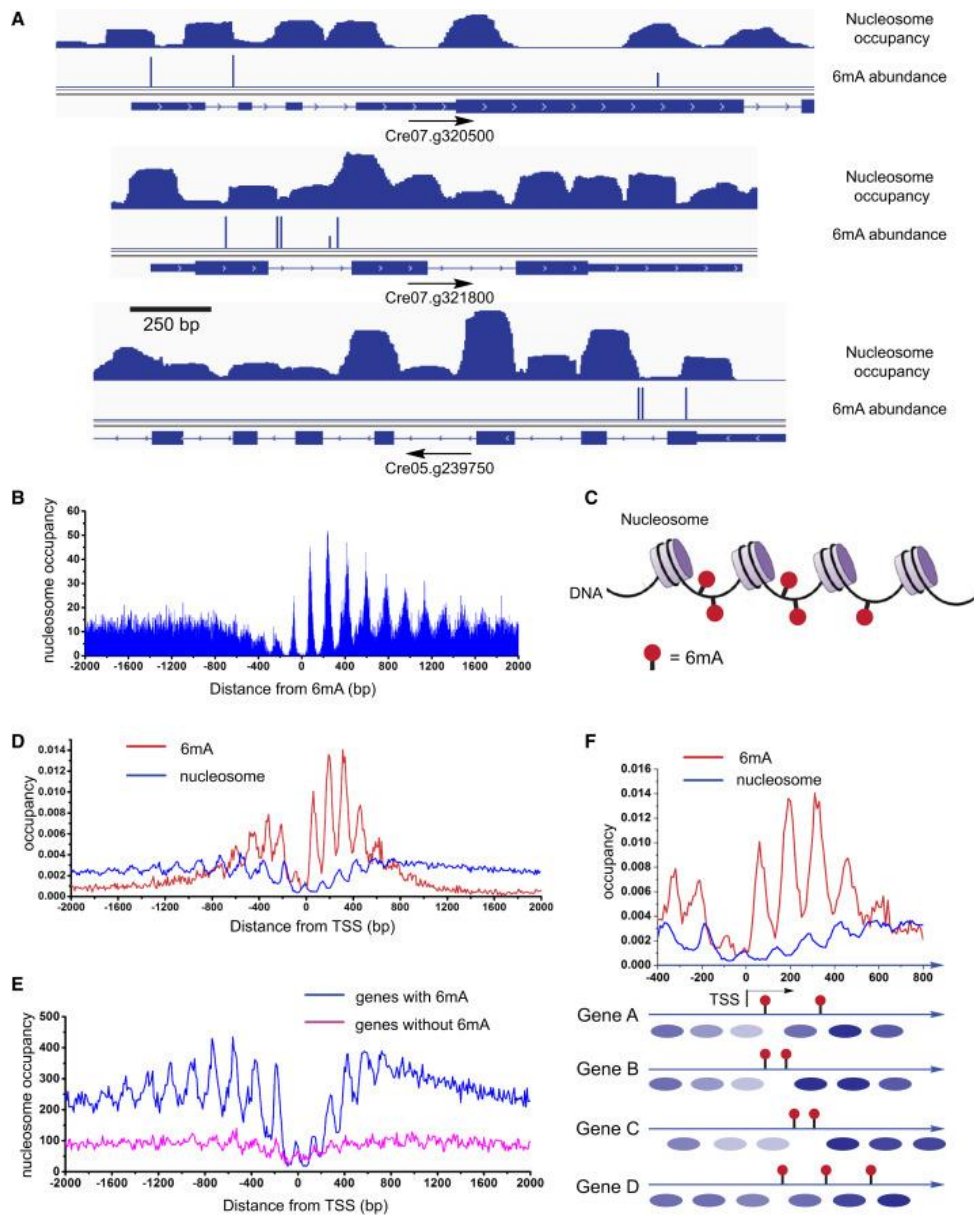 A
Nucleosome
occupancy
6mA abundance
Cre07.g320500
Nucleosome
occupancy
6mA abundance
Cre07.g321800
250 bp
Nucleosome
occupancy
6mA abundance
Cre05.g239750
B
nucleosome occupancy
60
50
40
30
20
10
0
-2000 -1600 -1200 -800 -400 0 400 800 1200 1600 2000
Distance from 6mA (bp)
C
Nucleosome
DNA
= 6mA
D
6mA
nucleosome
occupancy
0.014
0.012
0.010
0.008
0.006
0.004
0.002
0.000
-2000 -1600 -1200 -800 -400 0 400 800 1200 1600 2000
Distance from TSS (bp)
E
genes with 6mA
genes without 6mA
nucleosome occupancy
500
400
300
200
100
0
-2000 -1600 -1200 -800 -400 0 400 800 1200 1600 2000
Distance from TSS (bp)
F
6mA
nucleosome
occupancy
0.016
0.014
0.012
0.010
0.008
0.006
0.004
0.002
0.000
-400 -200 0 200 400 600 800
TSS
Gene A
Gene B
Gene C
Gene D